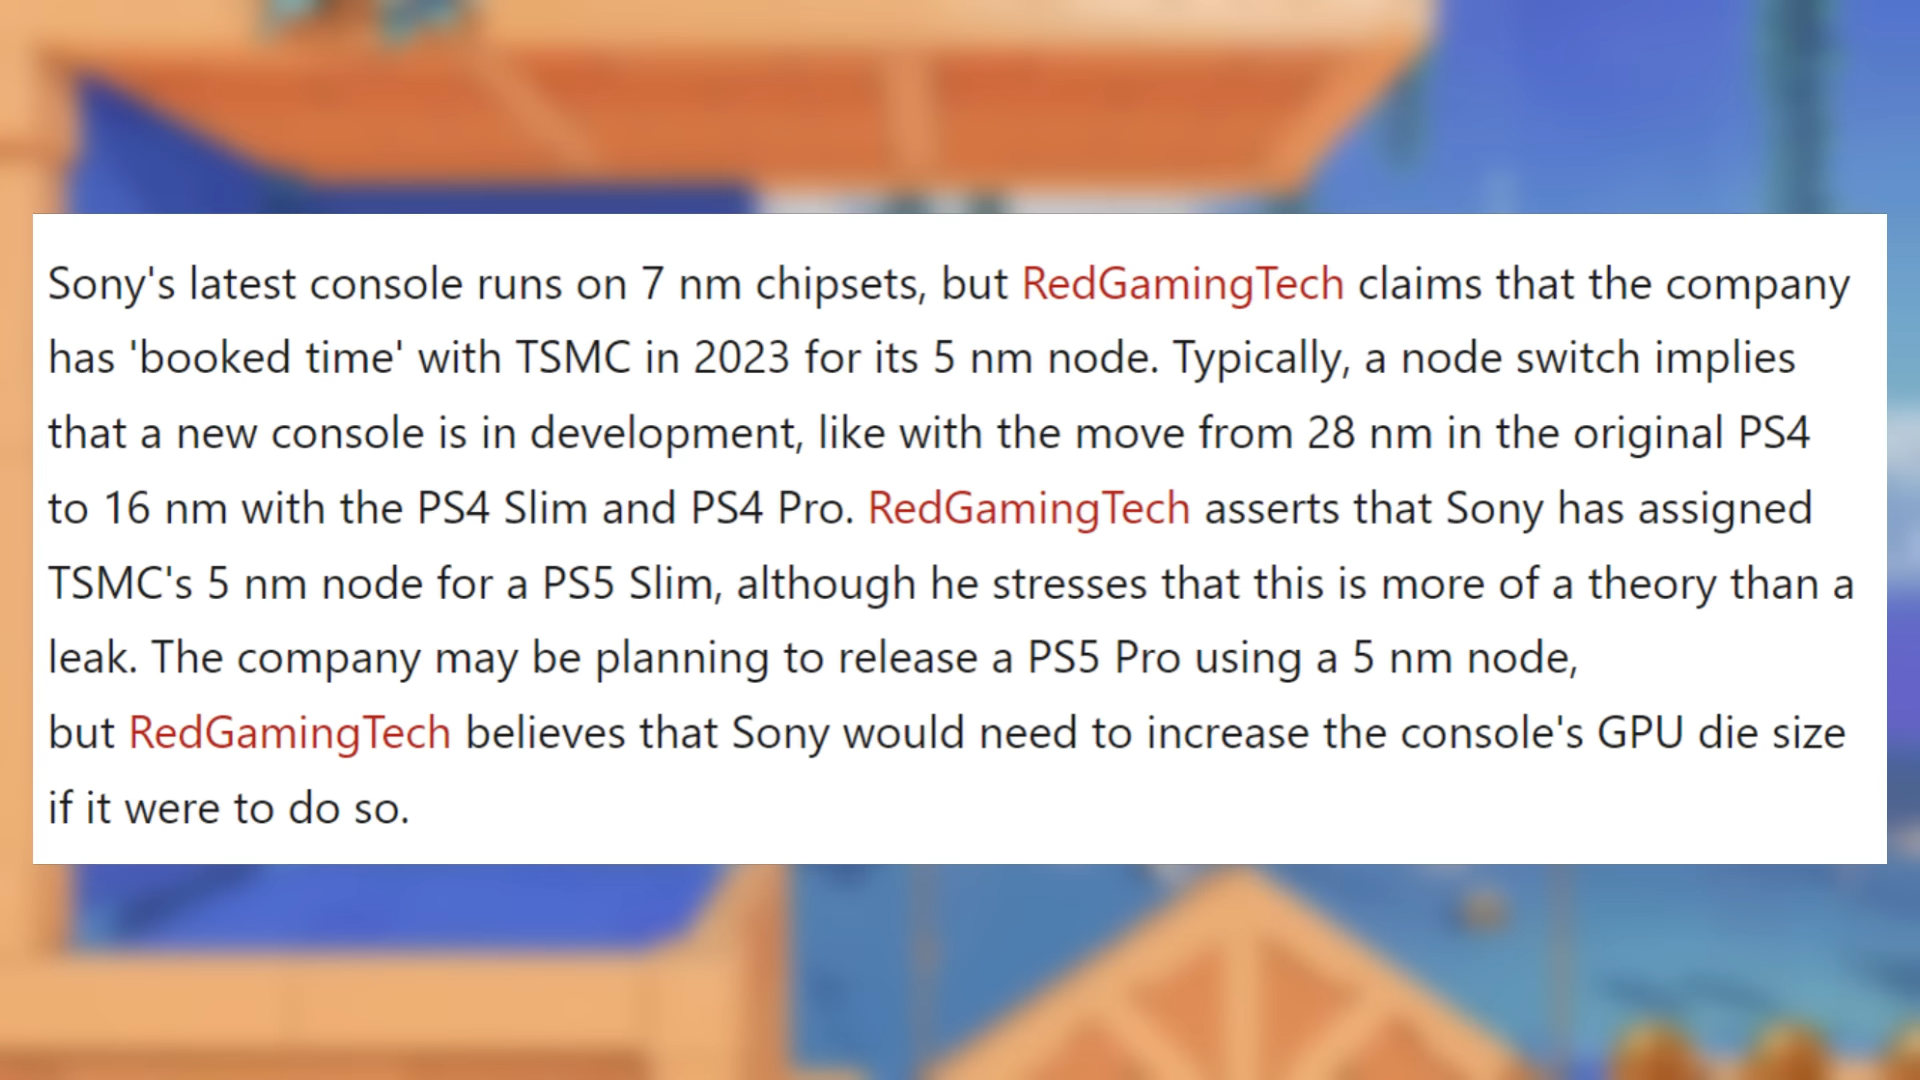 Sony's latest console runs on 7 nm chipsets, but RedGamingTech claims that the company
has 'booked time' with TSMC in 2023 for its 5 nm node. Typically, a node switch implies
that a new console is in development, like with the move from 28 nm in the original PS4
to 16 nm with the PS4 Slim and PS4 Pro. RedGamingTech asserts that Sony has assigned
TSMC's 5 nm node for a PS5 Slim, although he stresses that this is more of a theory than a
leak. The company may be planning to release a PS5 Pro using a 5 nm node,
but RedGamingTech believes that Sony would need to increase the console's GPU die size
if it were to do so.